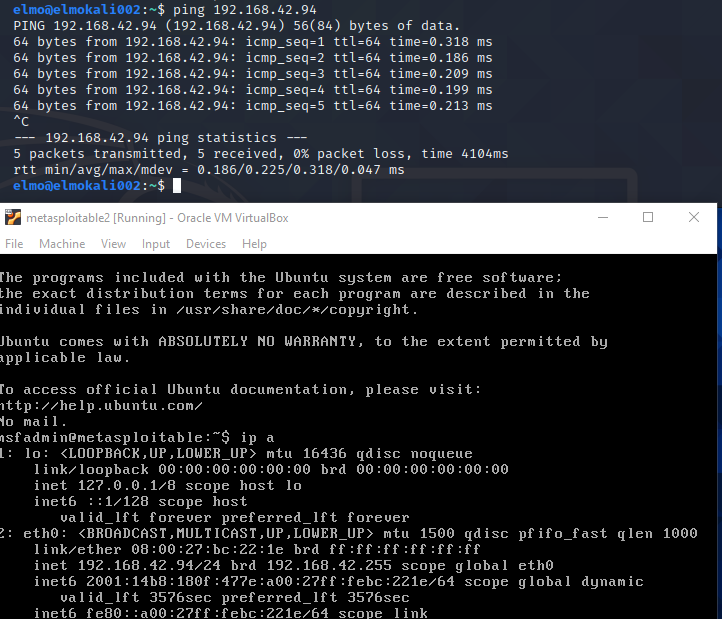 elmo@elmokali002:~$ ping 192.168.42.94
PING 192.168.42.94 (192.168.42.94) 56(84) bytes of data.
64 bytes from 192.168.42.94: icmp_seq=1 ttl=64 time=0.318 ms
64 bytes from 192.168.42.94: icmp_seq=2 ttl=64 time=0.186 ms
64 bytes from 192.168.42.94: icmp_seq=3 ttl=64 time=0.209 ms
64 bytes from 192.168.42.94: icmp_seq=4 ttl=64 time=0.199 ms
64 bytes from 192.168.42.94: icmp_seq=5 ttl=64 time=0.213 ms
^C
--- 192.168.42.94 ping statistics ---
5 packets transmitted, 5 received, 0% packet loss, time 4104ms
rtt min/avg/max/mdev = 0.186/0.225/0.318/0.047 ms
elmo@elmokali002:~$
metasploitable2 [Running] - Oracle VM VirtualBox
File Machine View Input Devices Help
The programs included with the Ubuntu system are free software;
the exact distribution terms for each program are described in the
individual files in /usr/share/doc/*/copyright.
Ubuntu comes with ABSOLUTELY NO WARRANTY, to the extent permitted by
applicable law.
To access official Ubuntu documentation, please visit:
http://help.ubuntu.com/
No mail.
msfadmin@metasploitable:~$ ip a
1: lo: <LOOPBACK,UP,LOWER_UP> mtu 16436 qdisc noqueue
link/loopback 00:00:00:00:00:00 brd 00:00:00:00:00:00
inet 127.0.0.1/8 scope host lo
inet6 ::1/128 scope host
valid_lft forever preferred_lft forever
2: eth0: <BROADCAST,MULTICAST,UP,LOWER_UP> mtu 1500 qdisc pfifo_fast qlen 1000
link/ether 08:00:27:bc:22:1e brd ff:ff:ff:ff:ff:ff
inet 192.168.42.94/24 brd 192.168.42.255 scope global eth0
inet6 2001:14b8:180f:477e:a00:27ff:febc:221e/64 scope global dynamic
valid_lft 3576sec preferred_lft 3576sec
inet6 fe80::a00:27ff:febc:221e/64 scope link